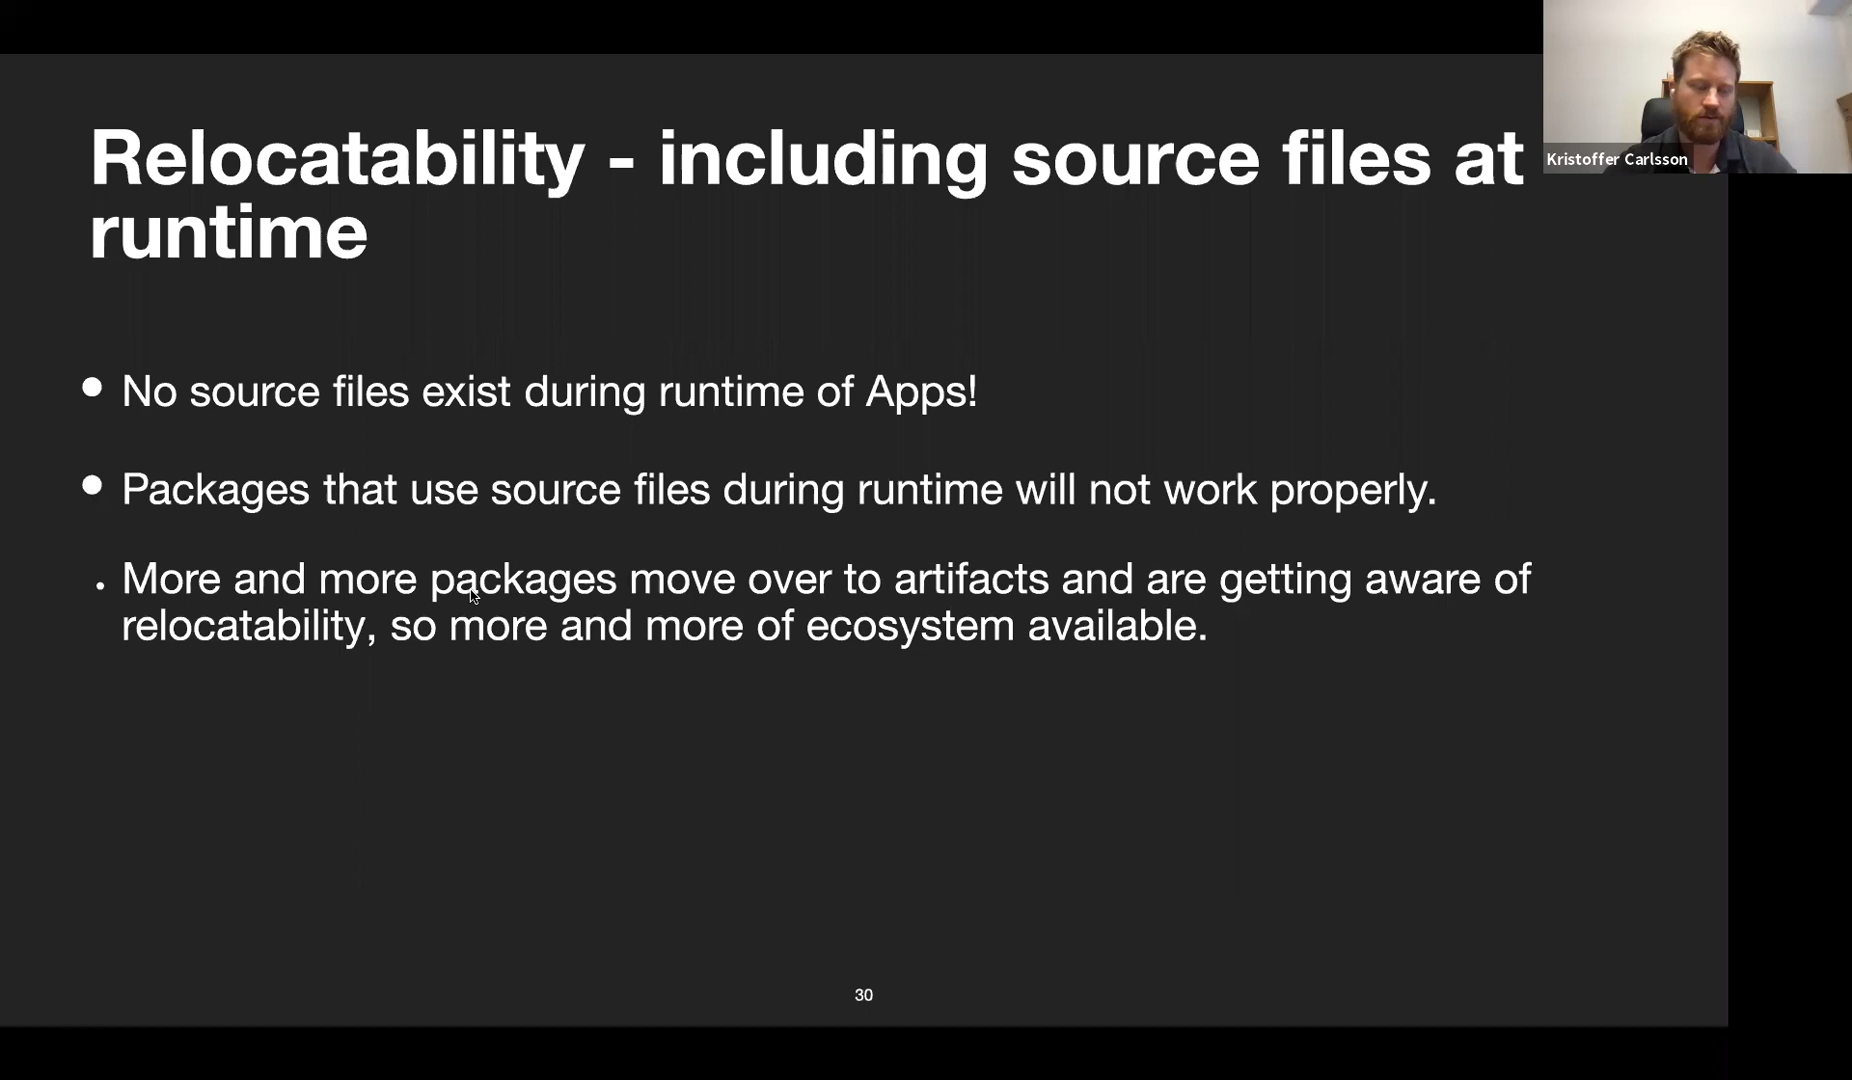 Relocatability - including source files at
runtime
Kristoffer Carlsson
● No source files exist during runtime of Apps!
● Packages that use source files during runtime will not work properly.
• More and more packages move over to artifacts and are getting aware of
relocatability, so more and more of ecosystem available.
30